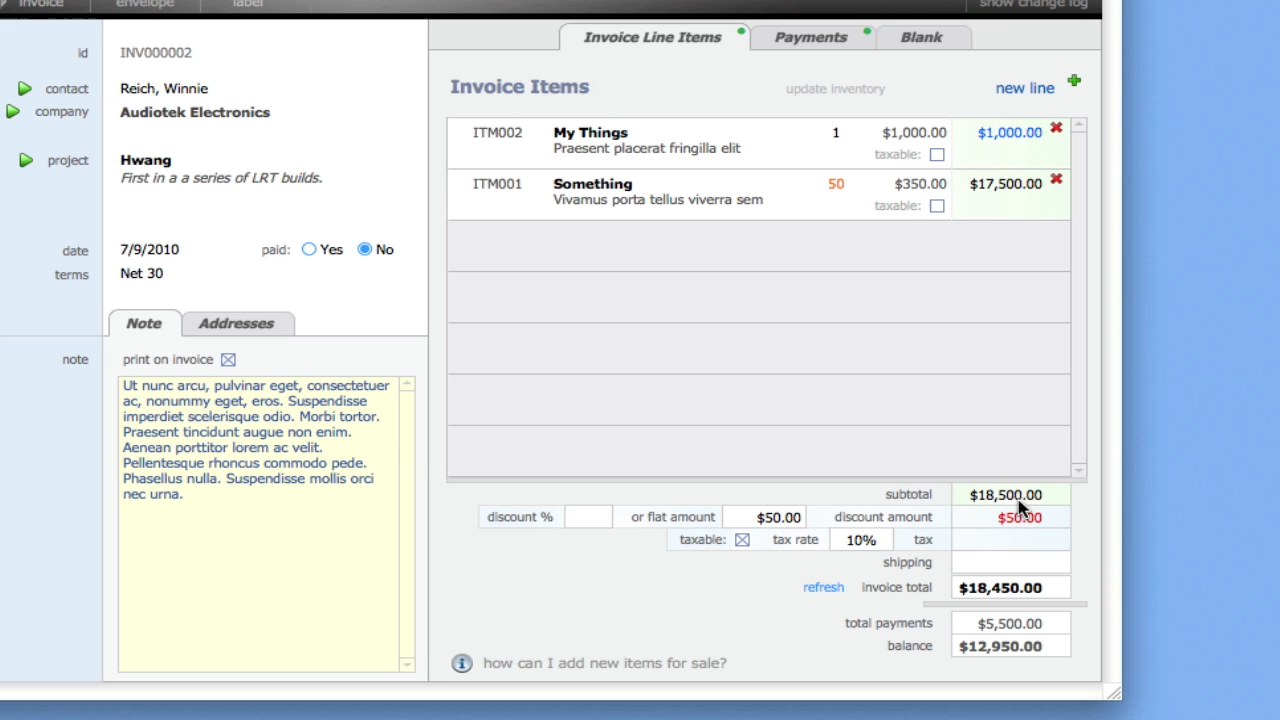 invoice envelope label show change log
id INV000002
contact Reich, Winnie
company Audiotek Electronics
project Hwang
First in a a series of LRT builds.
date 7/9/2010 paid: Yes No
terms Net 30
Note Addresses
note print on invoice
Ut nunc arcu, pulvinar eget, consectetuer
ac, nonummy eget, eros. Suspendisse
imperdiet scelerisque odio. Morbi tortor.
Praesent tincidunt augue non enim.
Aenean porttitor lorem ac velit.
Pellentesque rhoncus commodo pede.
Phasellus nulla. Suspendisse mollis orci
nec urna.
Invoice Line Items Payments Blank
Invoice Items update inventory new line
ITM002 My Things 1 $1,000.00 $1,000.00
Praesent placerat fringilla elit taxable:
ITM001 Something 50 $350.00 $17,500.00
Vivamus porta tellus viverra sem taxable:
subtotal $18,500.00
discount % or flat amount $50.00 discount amount $50.00
taxable: tax rate 10% tax
shipping
refresh invoice total $18,450.00
total payments $5,500.00
balance $12,950.00
how can I add new items for sale?